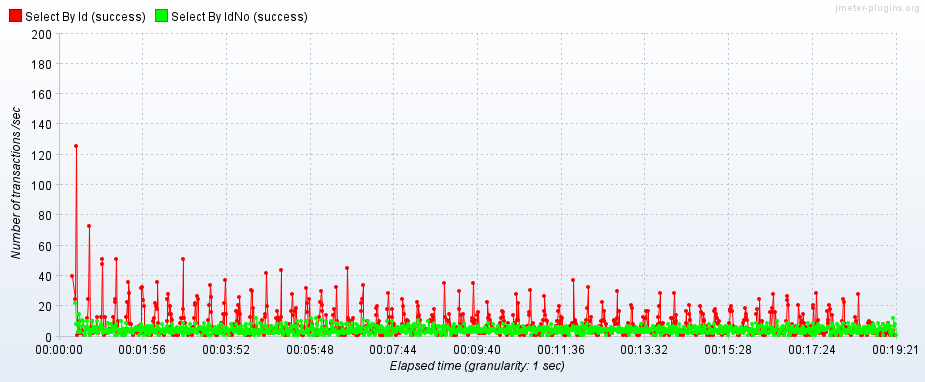 jmeter-plugins.org
Select By Id (success) Select By IdNo (success)
200
180
160
140
120
100
80
60
40
20
0
Number of transactions /sec
00:00:00 00:01:56 00:03:52 00:05:48 00:07:44 00:09:40 00:11:36 00:13:32 00:15:28 00:17:24 00:19:21
Elapsed time (granularity: 1 sec)